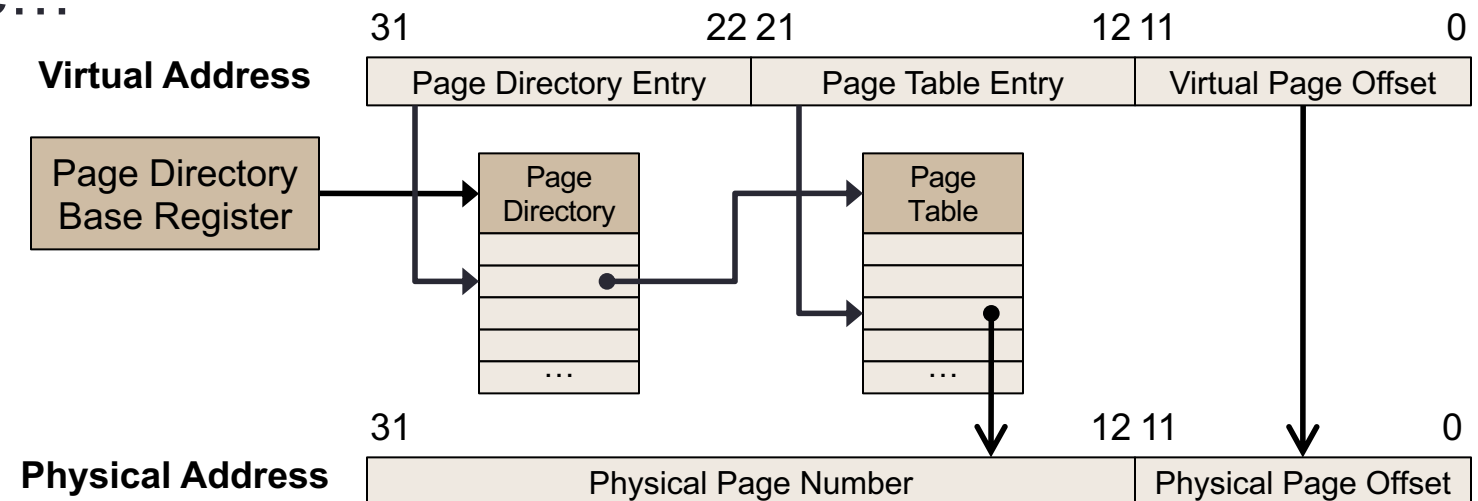 31 22 21 12 11 0
Virtual Address
Page Directory Entry Page Table Entry Virtual Page Offset
Page Directory
Base Register
Page
Directory
...
Page
Table
...
31 12 11 0
Physical Address
Physical Page Number Physical Page Offset